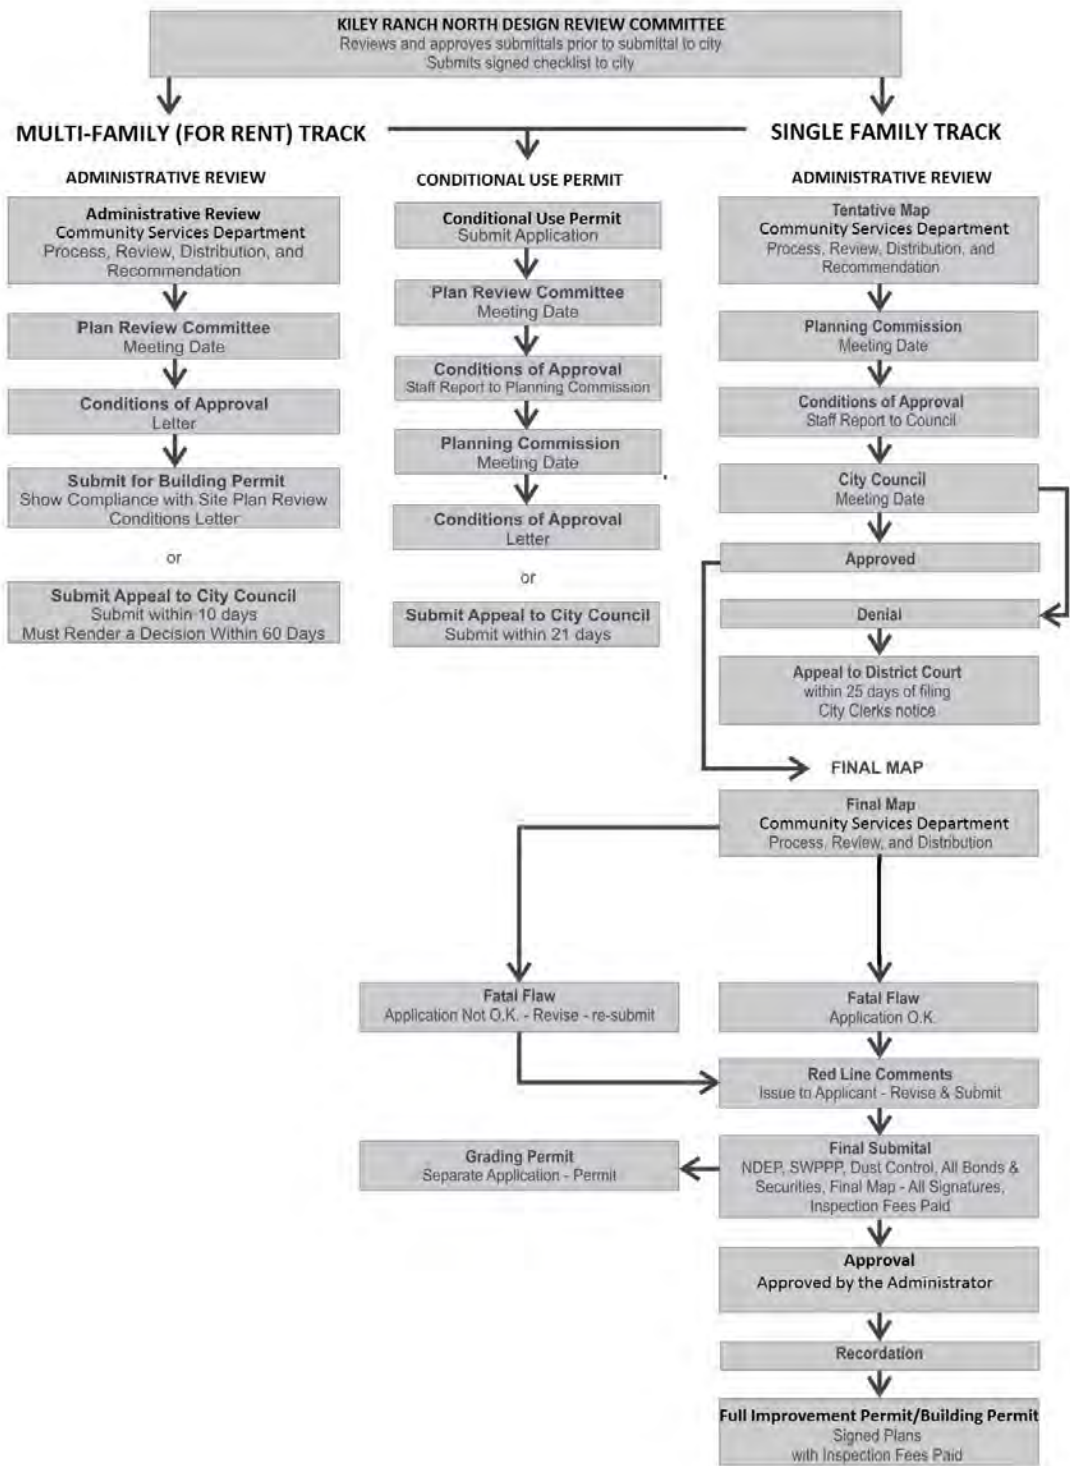 KILEY RANCH NORTH DESIGN REVIEW COMMITTEE
Reviews and approves submittals prior to submittal to city
Submits signed checklist to city
MULTI-FAMILY (FOR RENT) TRACK
SINGLE FAMILY TRACK
ADMINISTRATIVE REVIEW
Administrative Review
Community Services Department
Process, Review, Distribution, and
Recommendation
Plan Review Committee
Meeting Date
Conditions of Approval
Letter
Submit for Building Permit
Show Compliance with Site Plan Review
Conditions Letter
or
Submit Appeal to City Council
Submit within 10 days
Must Render a Decision Within 60 Days
CONDITIONAL USE PERMIT
Conditional Use Permit
Submit Application
Plan Review Committee
Meeting Date
Conditions of Approval
Staff Report to Planning Commission
Planning Commission
Meeting Date
Conditions of Approval
Letter
or
Submit Appeal to City Council
Submit within 21 days
ADMINISTRATIVE REVIEW
Tentative Map
Community Services Department
Process, Review, Distribution, and
Recommendation
Planning Commission
Meeting Date
Conditions of Approval
Staff Report to Council
City Council
Meeting Date
Approved
Denial
Appeal to District Court
within 25 days of filing
City Clerks notice
FINAL MAP
Final Map
Community Services Department
Process, Review, and Distribution
Fatal Flaw
Application Not O.K. - Revise - re-submit
Fatal Flaw
Application O.K.
Red Line Comments
Issue to Applicant - Revise & Submit
Grading Permit
Separate Application - Permit
Final Submital
NDEP, SWPPP, Dust Control, All Bonds &
Securities, Final Map - All Signatures,
Inspection Fees Paid
Approval
Approved by the Administrator
Recordation
Full Improvement Permit/Building Permit
Signed Plans
with Inspection Fees Paid